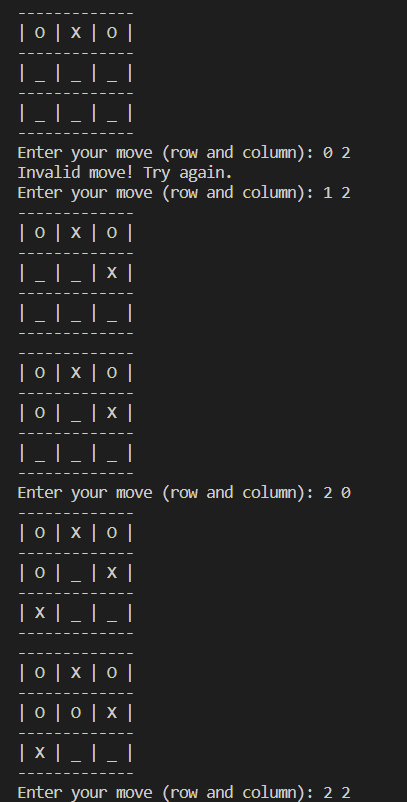 -------------
| O | X | O |
-------------
| _ | _ | _ |
-------------
| _ | _ | _ |
-------------
Enter your move (row and column): 0 2
Invalid move! Try again.
Enter your move (row and column): 1 2
-------------
| O | X | O |
-------------
| _ | _ | X |
-------------
| _ | _ | _ |
-------------
-------------
| O | X | O |
-------------
| O | _ | X |
-------------
| _ | _ | _ |
-------------
Enter your move (row and column): 2 0
-------------
| O | X | O |
-------------
| O | _ | X |
-------------
| X | _ | _ |
-------------
-------------
| O | X | O |
-------------
| O | O | X |
-------------
| X | _ | _ |
-------------
Enter your move (row and column): 2 2